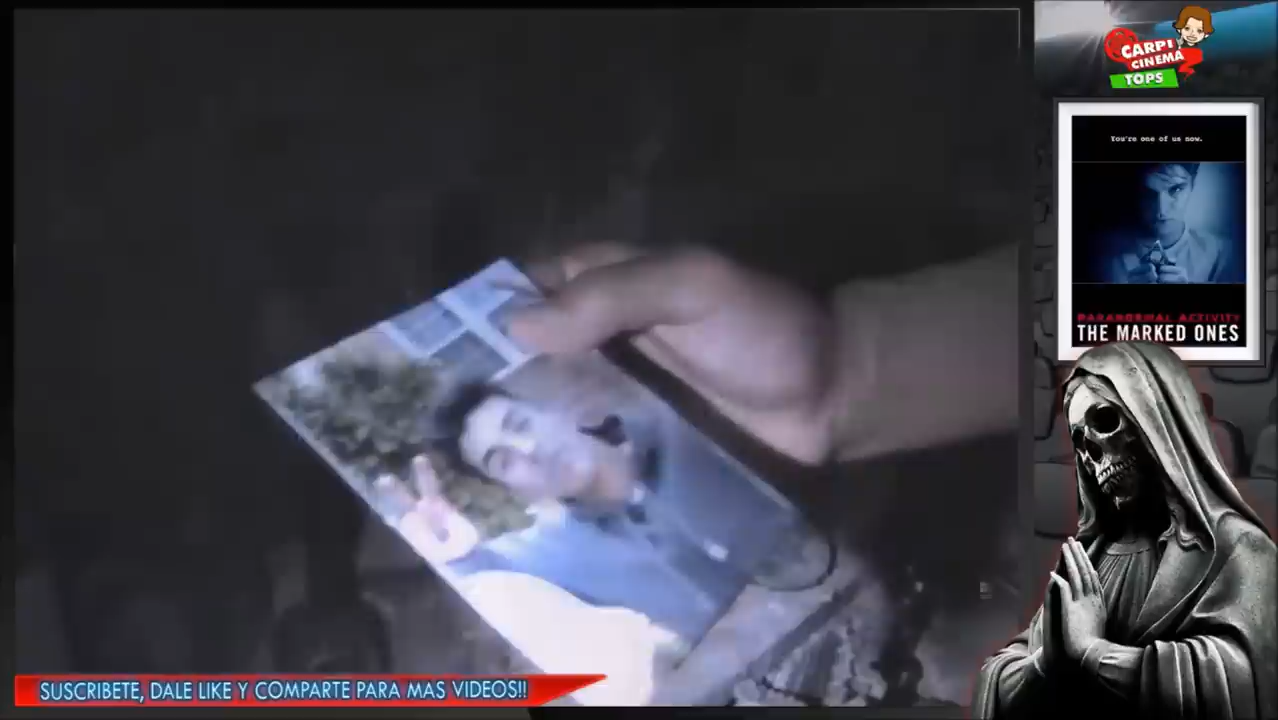 CARPI
CINEMA
TOPS
You're one of us now.
PARANORMAL ACTIVITY
THE MARKED ONES
SUSCRIBETE, DALE LIKE Y COMPARTE PARA MAS VIDEOS!!